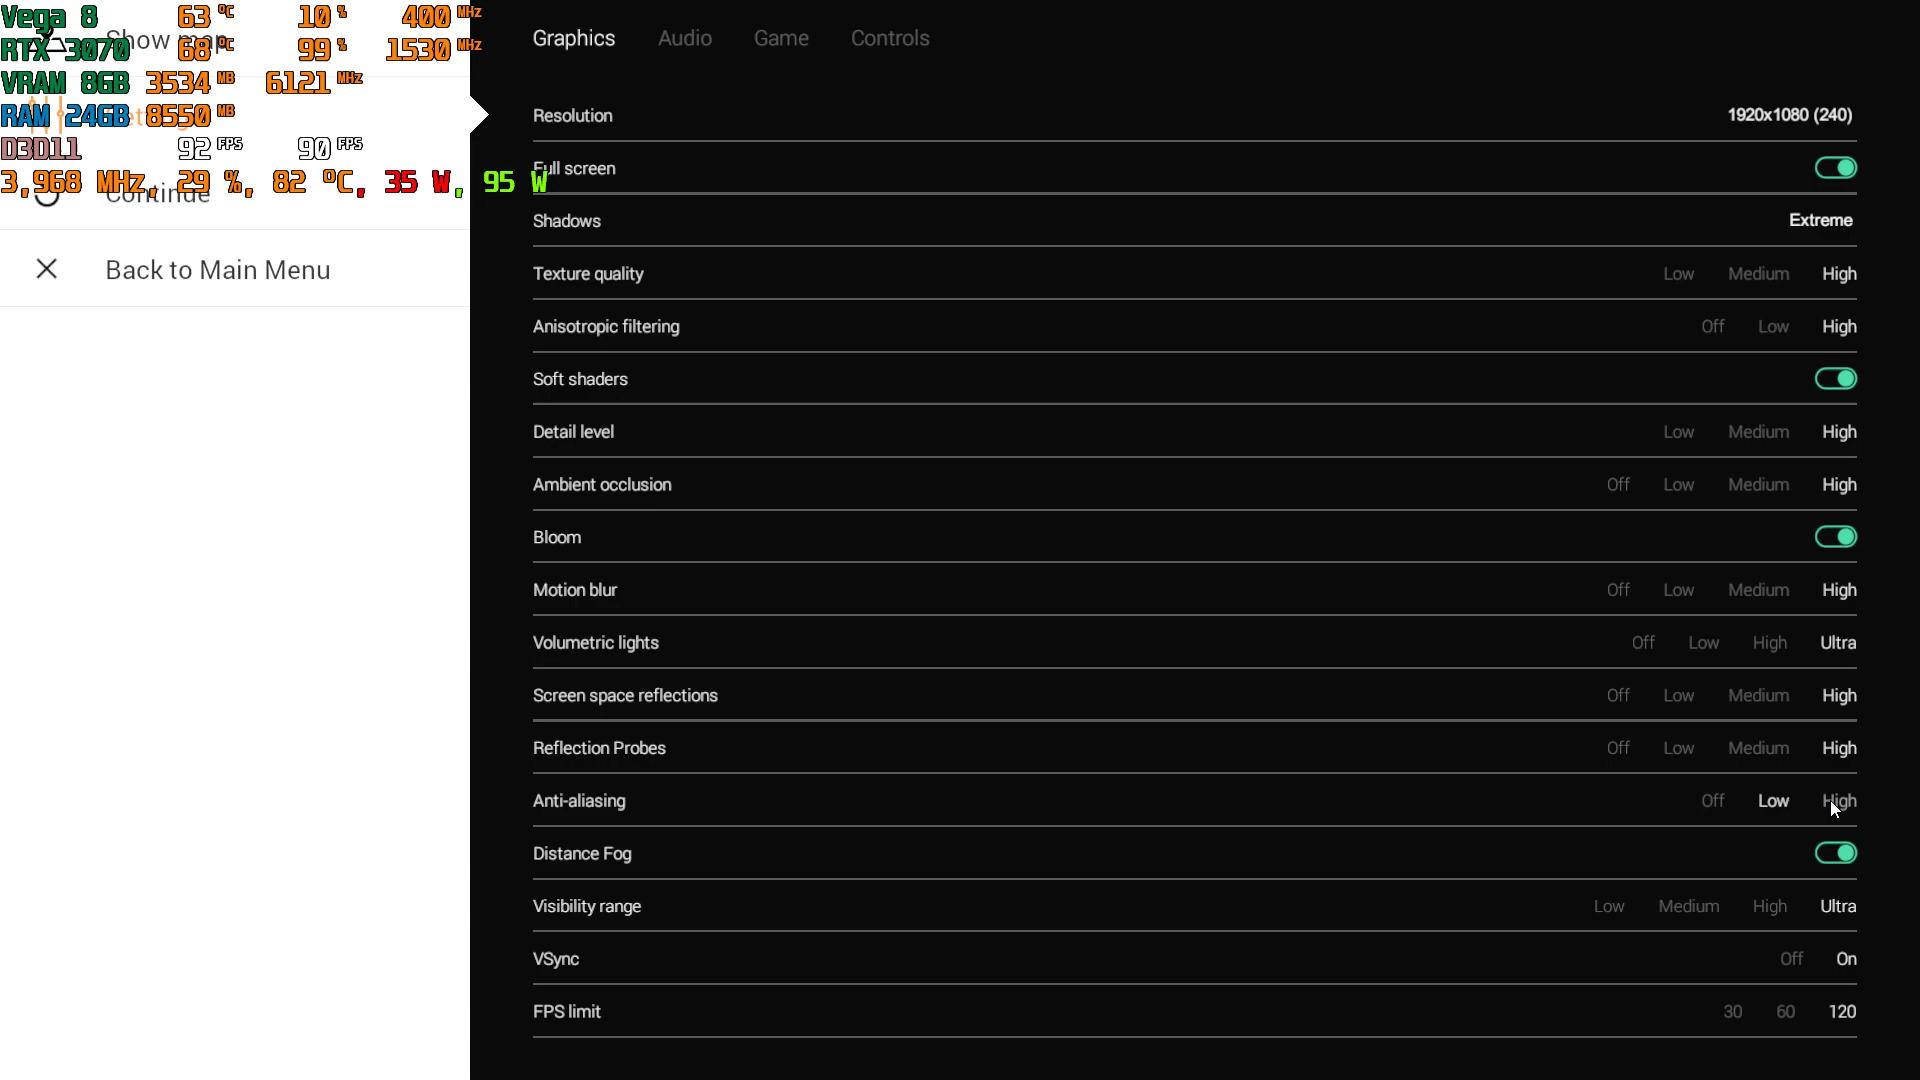 Vega 8 63 °C 10 % 400 MHz
Show map
RTX 3070 68 °C 99 % 1530 MHz
VRAM 8GB 3534 MB 6121 MHz
RAM 24GB 8550 MB
D3D11 92 FPS 90 FPS
3,968 MHz, 29 %, 82 °C, 35 W, 95 W
Continue
Back to Main Menu
Graphics Audio Game Controls
Resolution 1920x1080 (240)
Full screen
Shadows Extreme
Texture quality Low Medium High
Anisotropic filtering Off Low High
Soft shaders
Detail level Low Medium High
Ambient occlusion Off Low Medium High
Bloom
Motion blur Off Low Medium High
Volumetric lights Off Low High Ultra
Screen space reflections Off Low Medium High
Reflection Probes Off Low Medium High
Anti-aliasing Off Low High
Distance Fog
Visibility range Low Medium High Ultra
VSync Off On
FPS limit 30 60 120